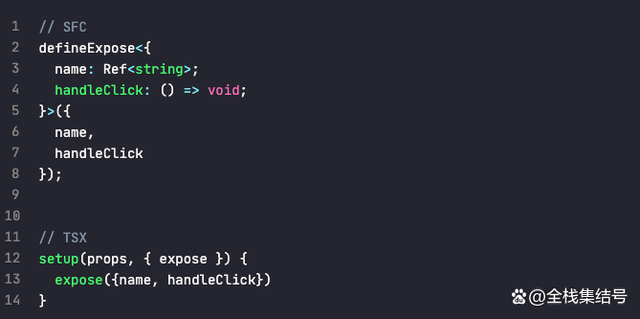 1 // SFC
2 defineExpose<{
3   name: Ref<string>;
4   handleClick: () => void;
5 }>({
6   name,
7   handleClick
8 });
9
10
11 // TSX
12 setup(props, { expose }) {
13   expose({name, handleClick})
14 }
@全栈集结号